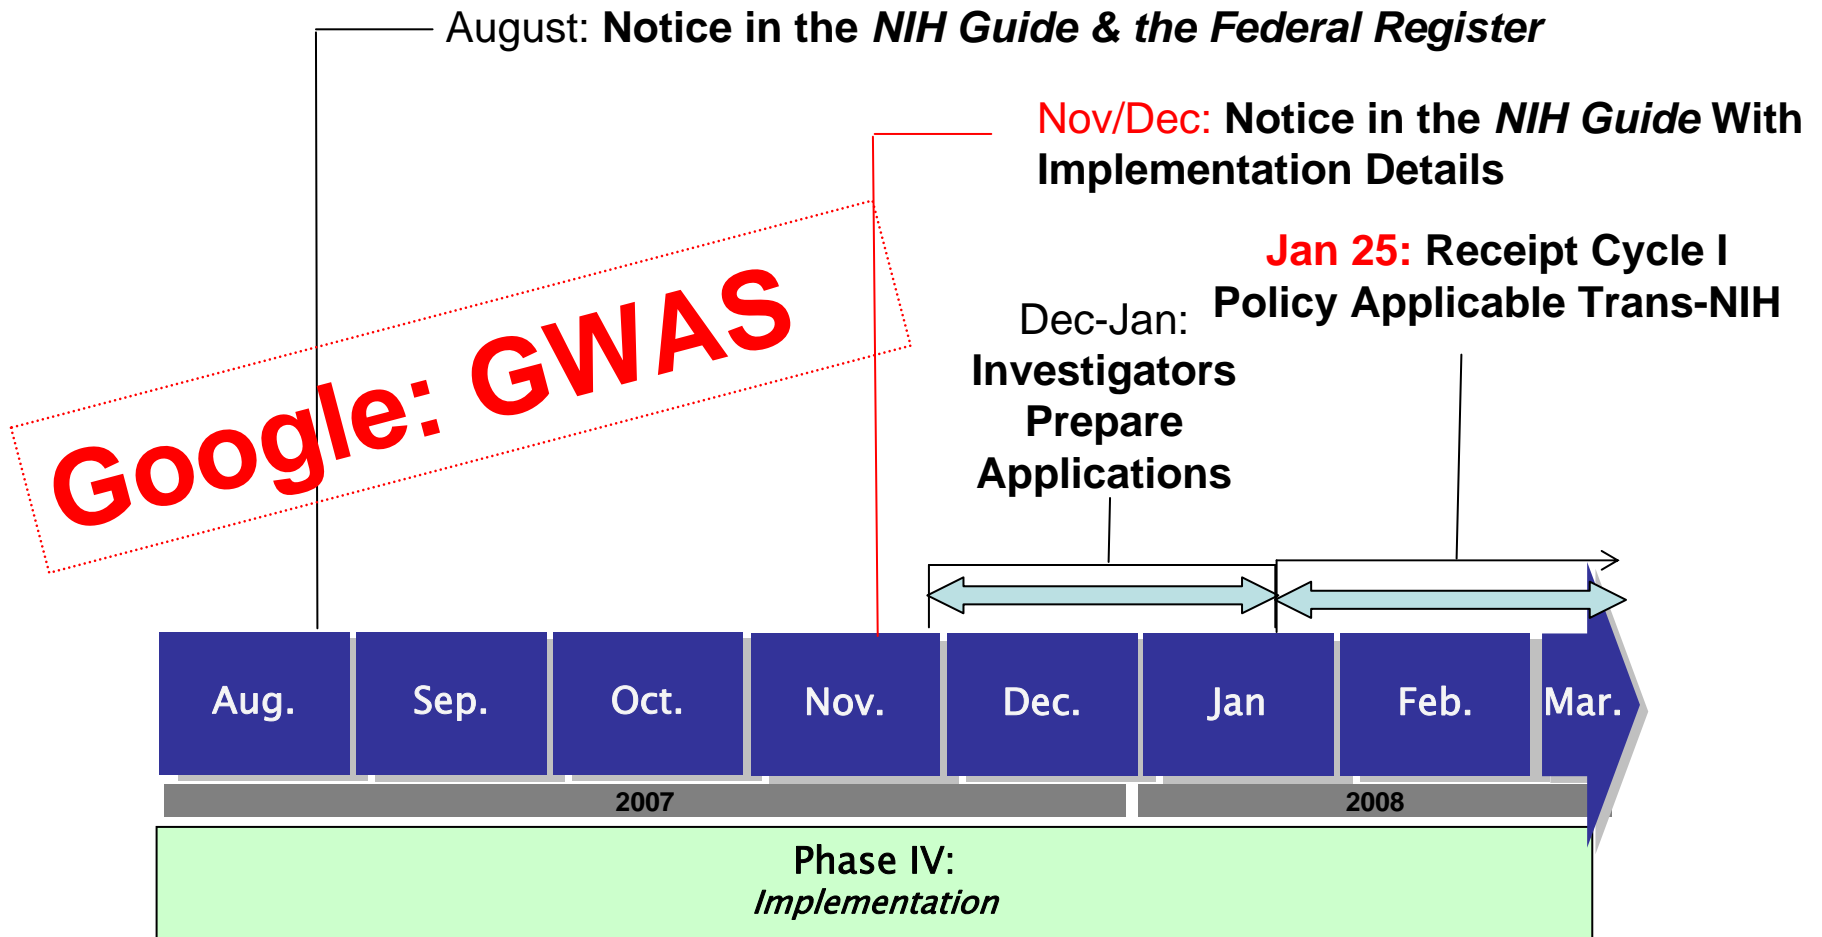 August: Notice in the NIH Guide & the Federal Register
Nov/Dec: Notice in the NIH Guide With
Implementation Details
Jan 25: Receipt Cycle I
Policy Applicable Trans-NIH
Dec-Jan:
Investigators
Prepare
Applications
Google: GWAS
Aug. Sep. Oct. Nov. Dec. Jan Feb. Mar.
2007 2008
Phase IV:
Implementation